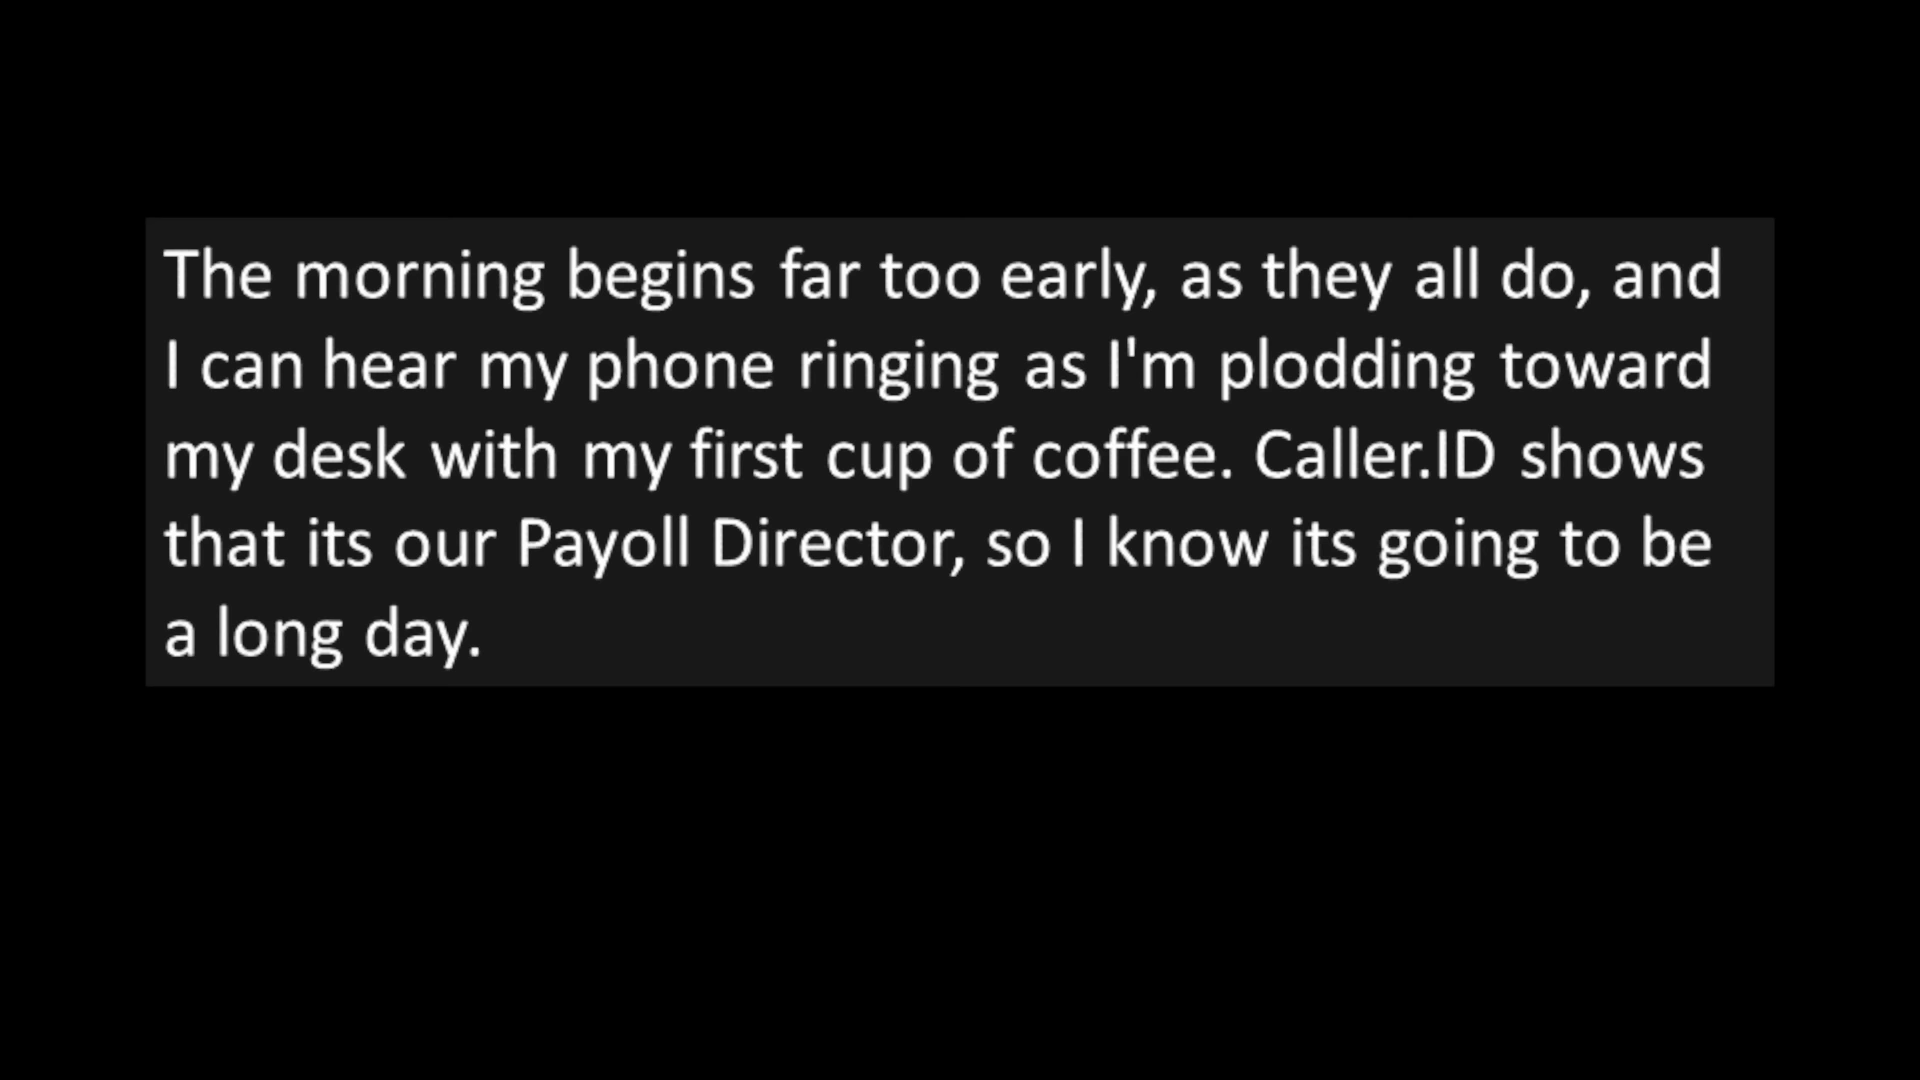 The morning begins far too early, as they all do, and
I can hear my phone ringing as I'm plodding toward
my desk with my first cup of coffee. Caller.ID shows
that its our Payoll Director, so I know its going to be
a long day.